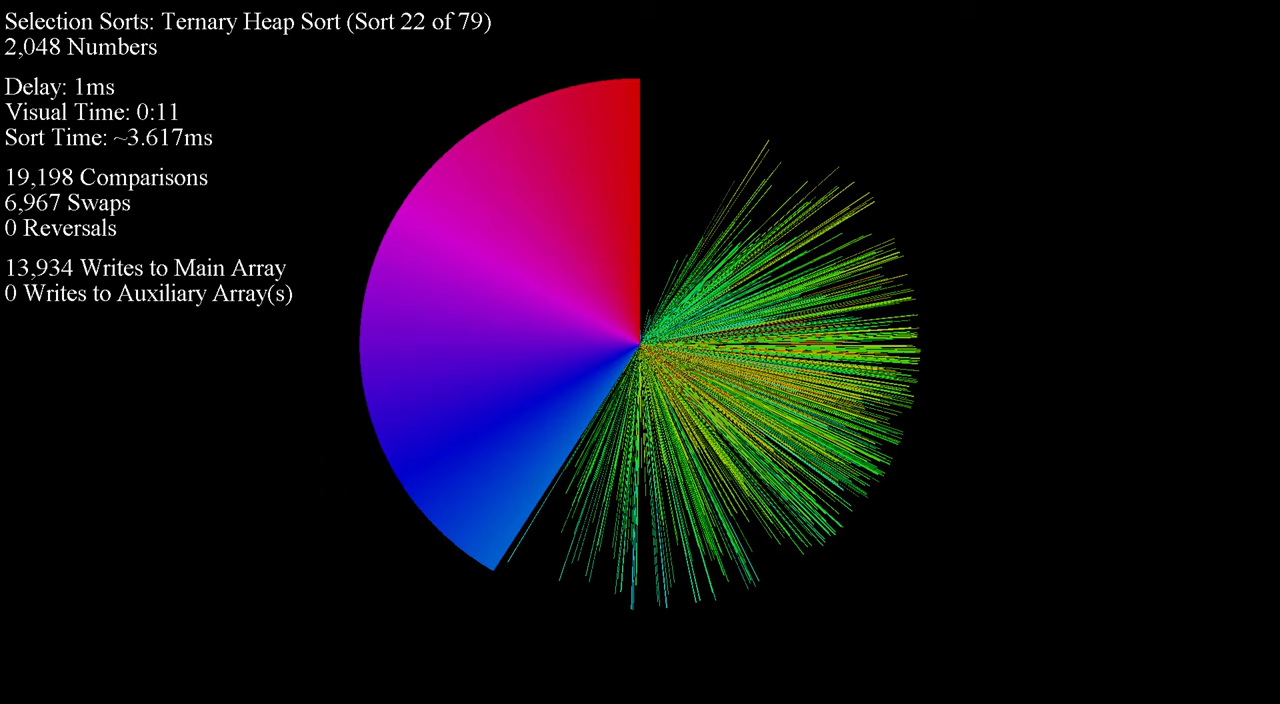 Selection Sorts: Ternary Heap Sort (Sort 22 of 79)
2,048 Numbers
Delay: 1ms
Visual Time: 0:11
Sort Time: ~3.617ms
19,198 Comparisons
6,967 Swaps
0 Reversals
13,934 Writes to Main Array
0 Writes to Auxiliary Array(s)